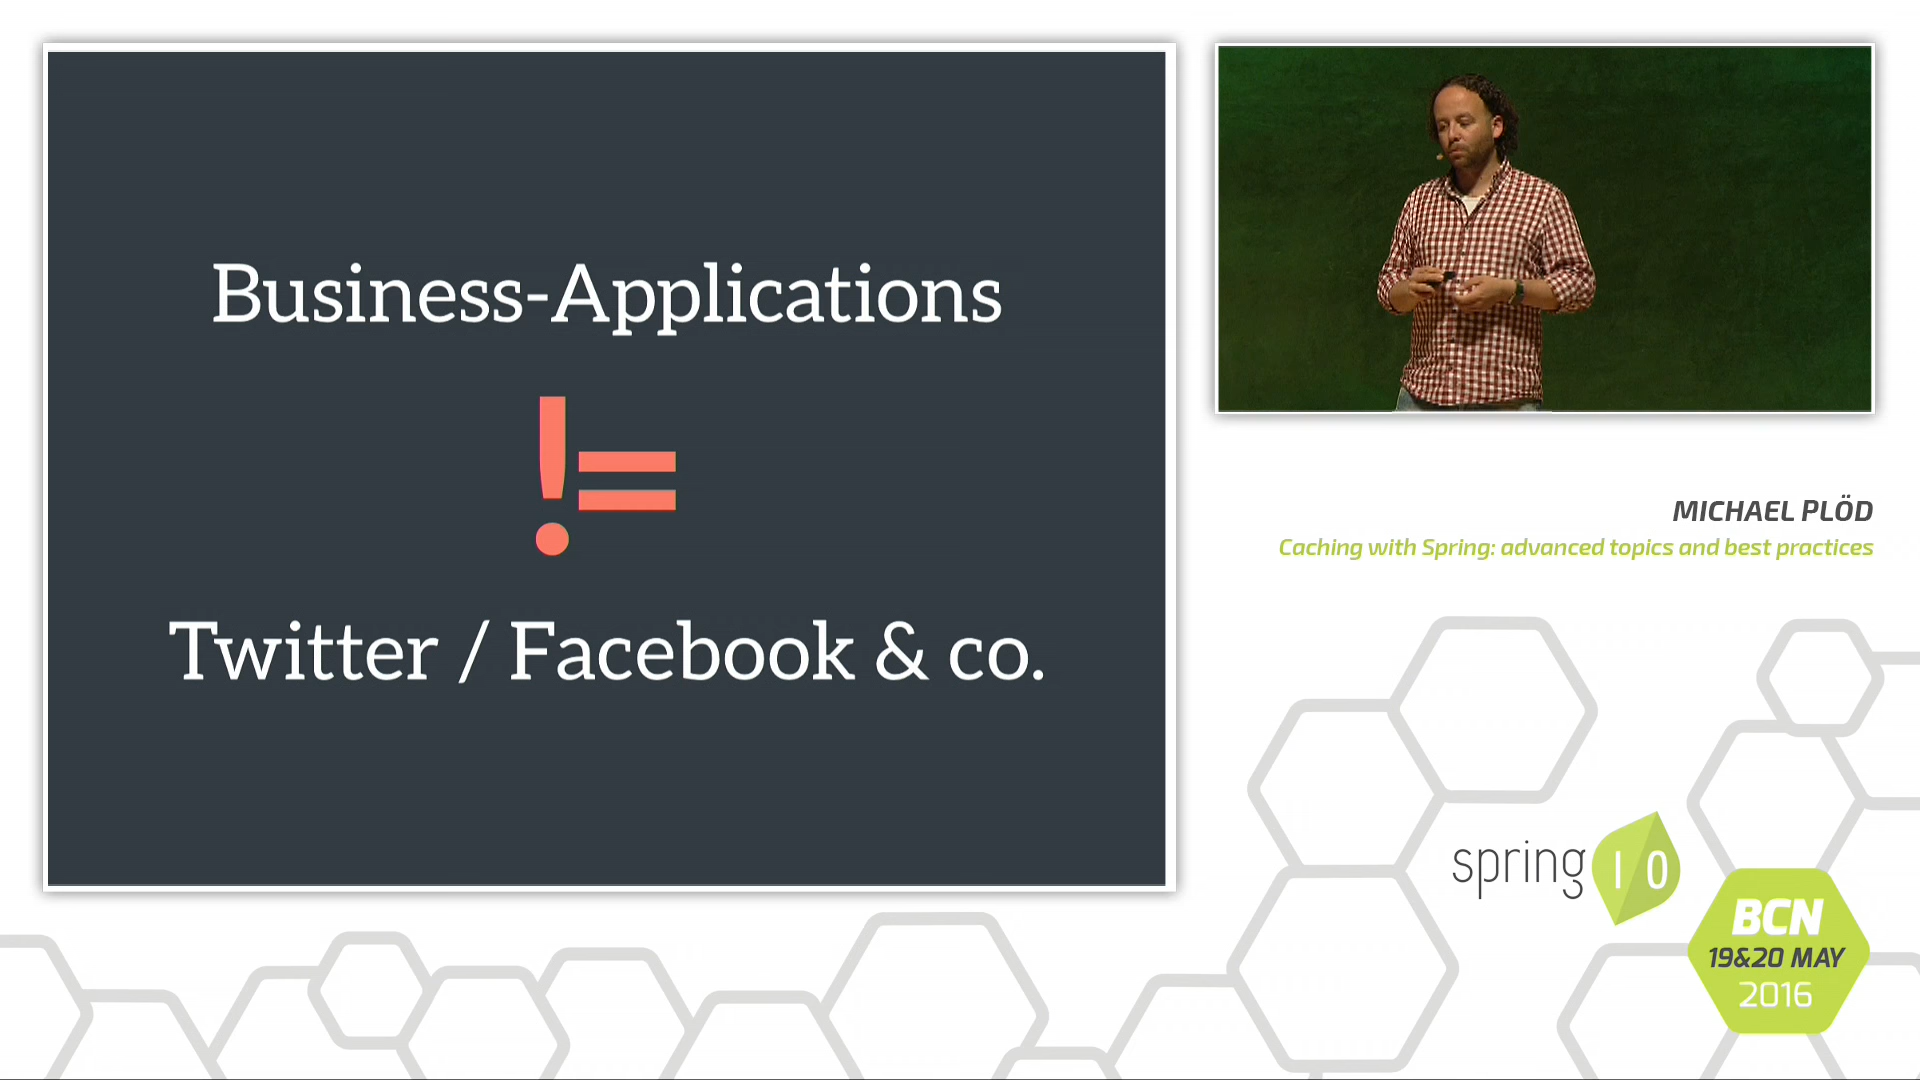 Business-Applications
!=
Twitter / Facebook & co.
MICHAEL PLÖD
Caching with Spring: advanced topics and best practices
spring I O
BCN
19&20 MAY
2016